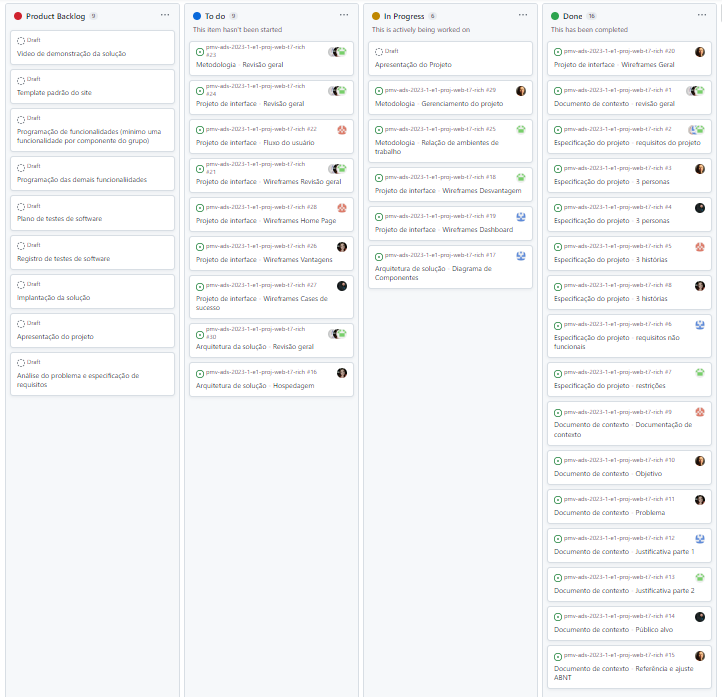 Product Backlog 9
Draft
Vídeo de demonstração da solução
Draft
Template padrão do site
Draft
Programação de funcionalidades (mínimo uma
funcionalidade por componente do grupo)
Draft
Programação das demais funcionaliidades
Draft
Plano de testes de software
Draft
Registro de testes de software
Draft
Implantação da solução
Draft
Apresentação do projeto
Draft
Análise do problema e especificação de
requisitos
To do 9
This item hasn't been started
pmv-ads-2023-1-e1-proj-web-t7-rich
#23
Metodologia - Revisão geral
pmv-ads-2023-1-e1-proj-web-t7-rich
#24
Projeto de interface - Revisão geral
pmv-ads-2023-1-e1-proj-web-t7-rich #22
Projeto de interface - Fluxo do usuário
pmv-ads-2023-1-e1-proj-web-t7-rich
#21
Projeto de interface - Wireframes Revisão geral
pmv-ads-2023-1-e1-proj-web-t7-rich #28
Projeto de interface - Wireframes Home Page
pmv-ads-2023-1-e1-proj-web-t7-rich #26
Projeto de interface - Wireframes Vantagens
pmv-ads-2023-1-e1-proj-web-t7-rich #27
Projeto de interface - Wireframes Cases de
sucesso
pmv-ads-2023-1-e1-proj-web-t7-rich
#30
Arquitetura da solução - Revisão geral
pmv-ads-2023-1-e1-proj-web-t7-rich #16
Arquitetura de solução - Hospedagem
In Progress 6
This is actively being worked on
Draft
Apresentação do Projeto
pmv-ads-2023-1-e1-proj-web-t7-rich #29
Metodologia - Gerenciamento do projeto
pmv-ads-2023-1-e1-proj-web-t7-rich #25
Metodologia - Relação de ambientes de
trabalho
pmv-ads-2023-1-e1-proj-web-t7-rich #18
Projeto de interface - Wireframes Desvantagem
pmv-ads-2023-1-e1-proj-web-t7-rich #19
Projeto de interface - Wireframes Dashboard
pmv-ads-2023-1-e1-proj-web-t7-rich #17
Arquitetura de solução - Diagrama de
Componentes
Done 16
This has been completed
pmv-ads-2023-1-e1-proj-web-t7-rich #20
Projeto de interface - Wireframes Geral
pmv-ads-2023-1-e1-proj-web-t7-rich #1
Documento de contexto - revisão geral
pmv-ads-2023-1-e1-proj-web-t7-rich #2
Especificação do projeto - requisitos do projeto
pmv-ads-2023-1-e1-proj-web-t7-rich #3
Especificação do projeto - 3 personas
pmv-ads-2023-1-e1-proj-web-t7-rich #4
Especificação do projeto - 3 personas
pmv-ads-2023-1-e1-proj-web-t7-rich #5
Especificação do projeto - 3 histórias
pmv-ads-2023-1-e1-proj-web-t7-rich #8
Especificação do projeto - 3 histórias
pmv-ads-2023-1-e1-proj-web-t7-rich #6
Especificação do projeto - requisitos não
funcionais
pmv-ads-2023-1-e1-proj-web-t7-rich #7
Especificação do projeto - restrições
pmv-ads-2023-1-e1-proj-web-t7-rich #9
Documento de contexto - Documentação de
contexto
pmv-ads-2023-1-e1-proj-web-t7-rich #10
Documento de contexto - Objetivo
pmv-ads-2023-1-e1-proj-web-t7-rich #11
Documento de contexto - Problema
pmv-ads-2023-1-e1-proj-web-t7-rich #12
Documento de contexto - Justificativa parte 1
pmv-ads-2023-1-e1-proj-web-t7-rich #13
Documento de contexto - Justificativa parte 2
pmv-ads-2023-1-e1-proj-web-t7-rich #14
Documento de contexto - Público alvo
pmv-ads-2023-1-e1-proj-web-t7-rich #15
Documento de contexto - Referência e ajuste
ABNT